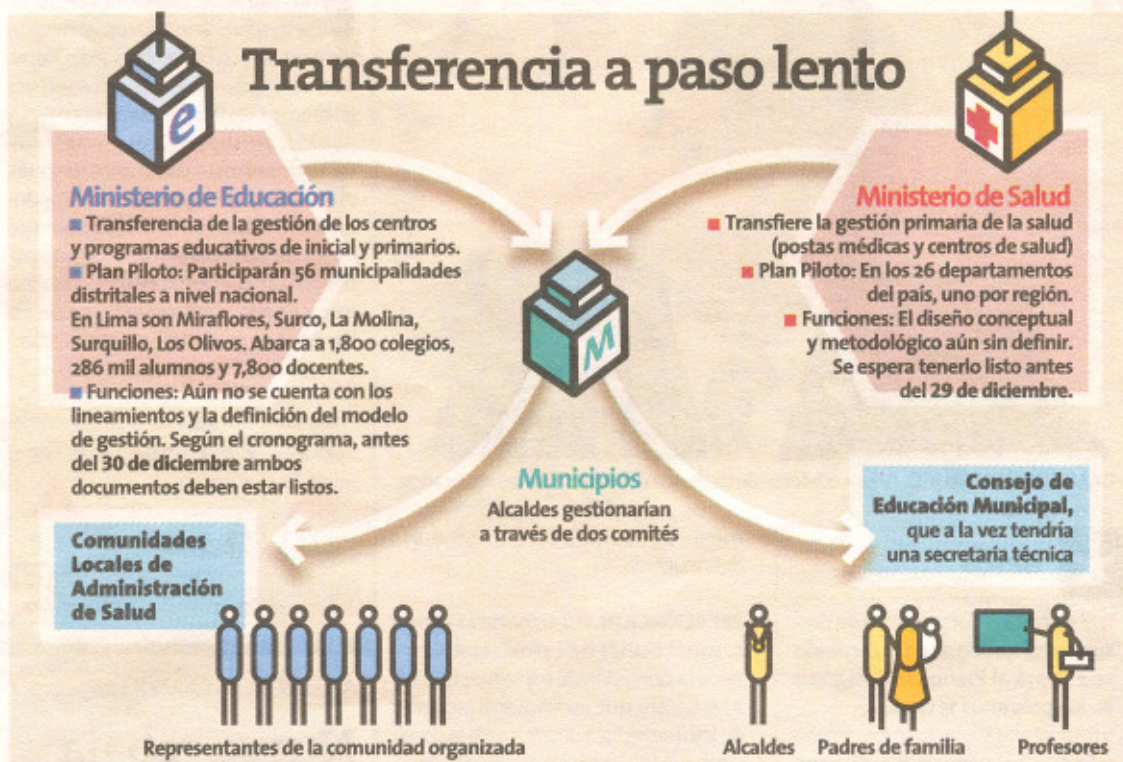 Transferencia a paso lento
e
Ministerio de Educación
Transferencia de la gestión de los centros
y programas educativos de inicial y primarios.
Plan Piloto: Participarán 56 municipalidades
distritales a nivel nacional.
En Lima son Miraflores, Surco, La Molina,
Surquillo, Los Olivos. Abarca a 1,800 colegios,
286 mil alumnos y 7,800 docentes.
Funciones: Aún no se cuenta con los
lineamientos y la definición del modelo
de gestión. Según el cronograma, antes
del 30 de diciembre ambos
documentos deben estar listos.
Ministerio de Salud
Transfiere la gestión primaria de la salud
(postas médicas y centros de salud)
Plan Piloto: En los 26 departamentos
del país, uno por región.
Funciones: El diseño conceptual
y metodológico aún sin definir.
Se espera tenerlo listo antes
del 29 de diciembre.
M
Municipios
Alcaldes gestionarían
a través de dos comités
Comunidades
Locales de
Administración
de Salud
Representantes de la comunidad organizada
Consejo de
Educación Municipal,
que a la vez tendría
una secretaría técnica
Alcaldes
Padres de familia
Profesores